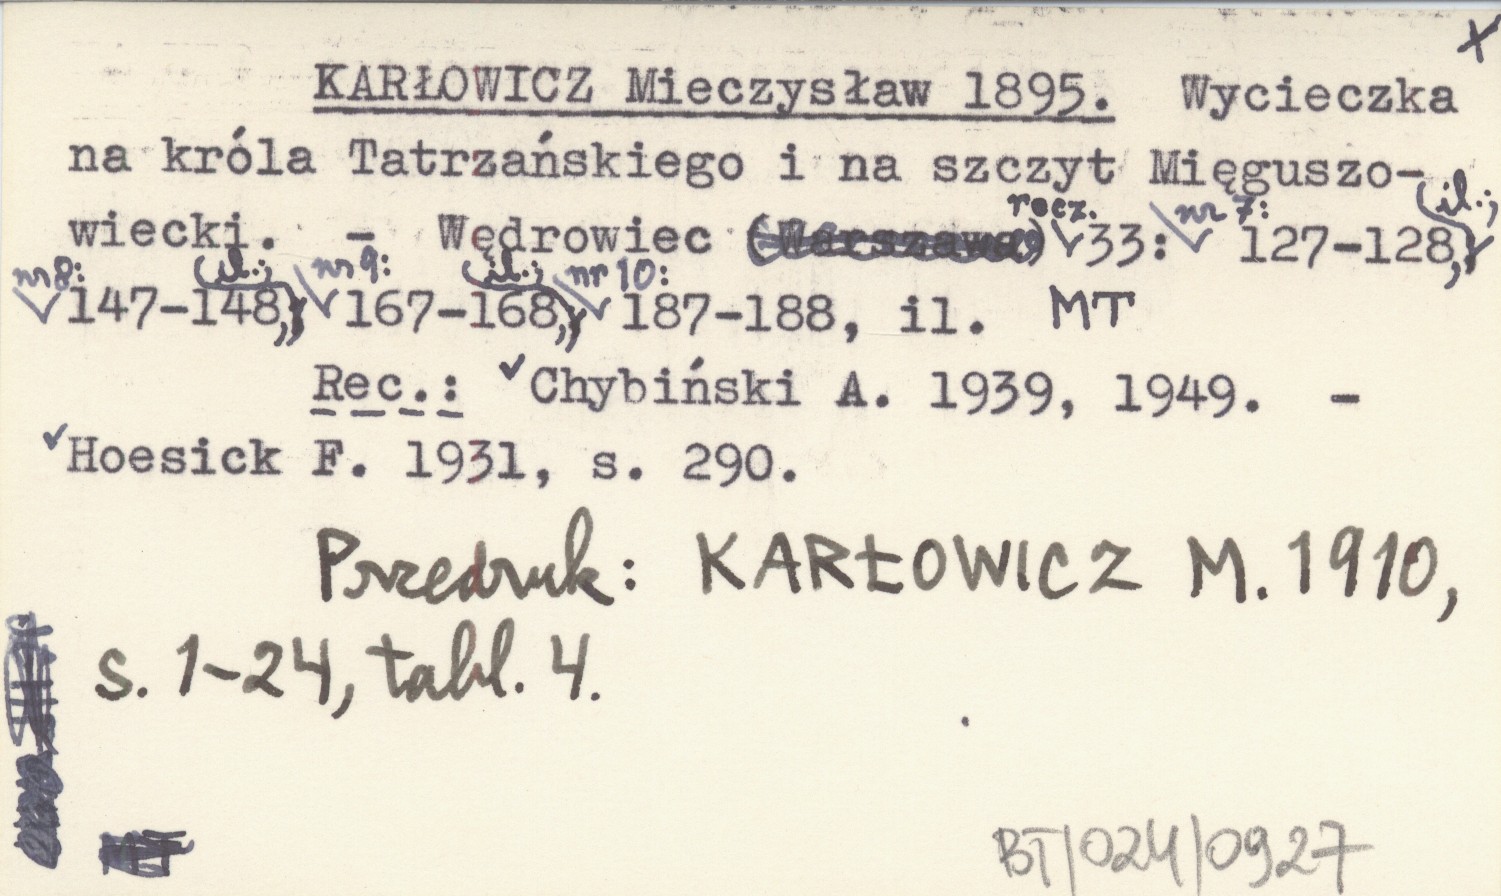 X
KARŁOWICZ Mieczysław 1895. Wycieczka
na króla Tatrzańskiego i na szczyt Mięguszo-
wiecki. - Wędrowiec (Warszawa) rocz. 33: nr 7: 127-128, il.;
nr 8: 147-148, il.; nr 9: 167-168, il.; nr 10: 187-188, il. MT
Rec.: Chybiński A. 1939, 1949. -
Hoesick F. 1931, s. 290.
Przedruk: KARŁOWICZ M. 1910,
s. 1-24, tabl. 4.
BT/024/0927